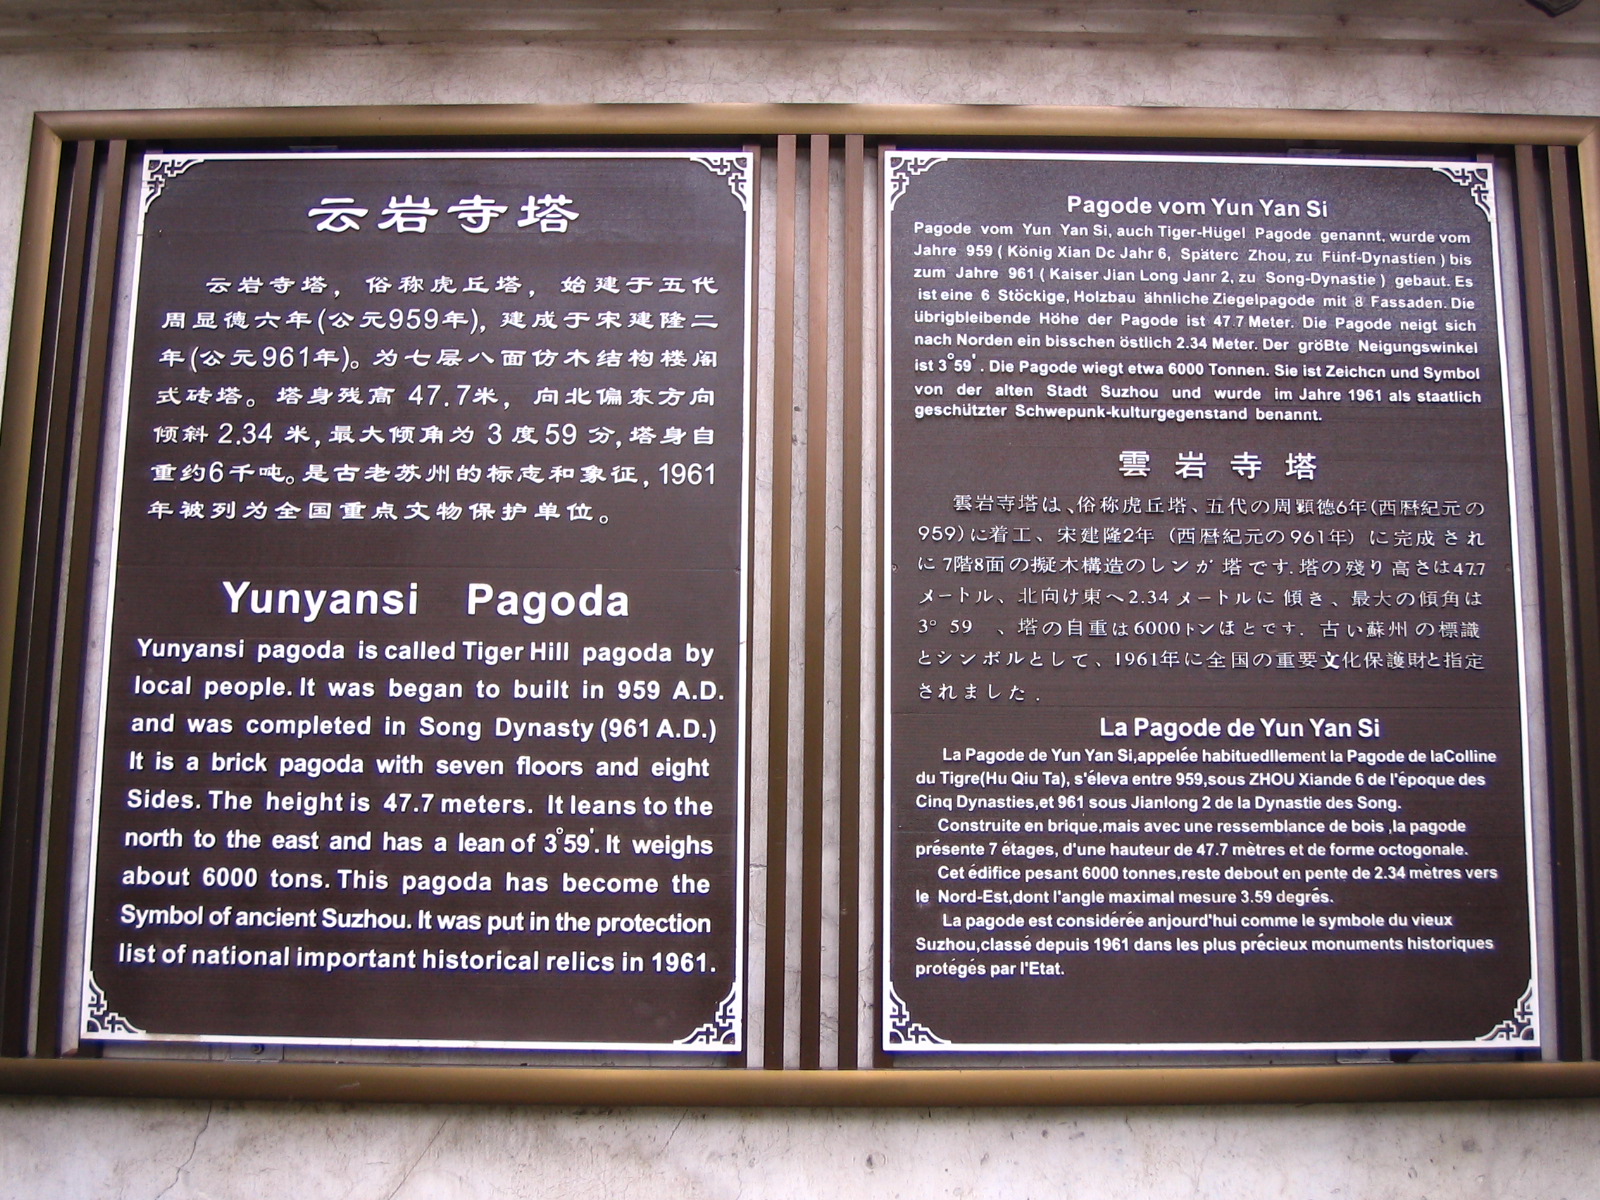 云岩寺塔
云岩寺塔，俗称虎丘塔，始建于五代
周显德六年(公元959年)，建成于宋建隆二
年(公元961年)。为七层八面仿木结构楼阁
式砖塔。塔身残高 47.7米，向北偏东方向
倾斜 2.34 米，最大倾角为 3 度 59 分，塔身自
重约6千吨。是古老苏州的标志和象征，1961
年被列为全国重点文物保护单位。
Yunyansi Pagoda
Yunyansi pagoda is called Tiger Hill pagoda by
local people. It was began to built in 959 A.D.
and was completed in Song Dynasty (961 A.D.)
It is a brick pagoda with seven floors and eight
Sides. The height is 47.7 meters. It leans to the
north to the east and has a lean of 3°59'. It weighs
about 6000 tons. This pagoda has become the
Symbol of ancient Suzhou. It was put in the protection
list of national important historical relics in 1961.
Pagode vom Yun Yan Si
Pagode vom Yun Yan Si, auch Tiger-Hügel Pagode genannt, wurde vom
Jahre 959 ( König Xian Dc Jahr 6, Späterc Zhou, zu Fünf-Dynastien ) bis
zum Jahre 961 ( Kaiser Jian Long Janr 2, zu Song-Dynastie ) gebaut. Es
ist eine 6 Stöckige, Holzbau ähnliche Ziegelpagode mit 8 Fassaden. Die
übrigbleibende Höhe der Pagode ist 47.7 Meter. Die Pagode neigt sich
nach Norden ein bisschen östlich 2.34 Meter. Der größte Neigungswinkel
ist 3°59'. Die Pagode wiegt etwa 6000 Tonnen. Sie ist Zeichcn und Symbol
von der alten Stadt Suzhou und wurde im Jahre 1961 als staatlich
geschützter Schwepunk-kulturgegenstand benannt.
雲岩寺塔
雲岩寺塔は、俗称虎丘塔、五代の周顕德6年(西暦紀元の
959)に着工、宋建隆2年 (西暦紀元の961年) に完成され
に7階8面の擬木構造のレンガ塔です.塔の残り高さは47.7
メートル、北向け東へ2.34メートルに傾き、最大の傾角は
3° 59 、塔の自重は6000トンほとです. 古い蘇州の標識
とシンボルとして、1961年に全国の重要文化保護財と指定
されました.
La Pagode de Yun Yan Si
La Pagode de Yun Yan Si,appelée habituedllement la Pagode de laColline
du Tigre(Hu Qiu Ta), s'éleva entre 959,sous ZHOU Xiande 6 de l'époque des
Cinq Dynasties,et 961 sous Jianlong 2 de la Dynastie des Song.
Construite en brique,mais avec une ressemblance de bois ,la pagode
présente 7 étages, d'une hauteur de 47.7 mètres et de forme octogonale.
Cet édifice pesant 6000 tonnes,reste debout en pente de 2.34 mètres vers
le Nord-Est,dont l'angle maximal mesure 3.59 degrés.
La pagode est considérée anjourd'hui comme le symbole du vieux
Suzhou,classé depuis 1961 dans les plus précieux monuments historiques
protégés par l'Etat.